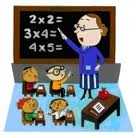 2x2=
3x4=
4x5=